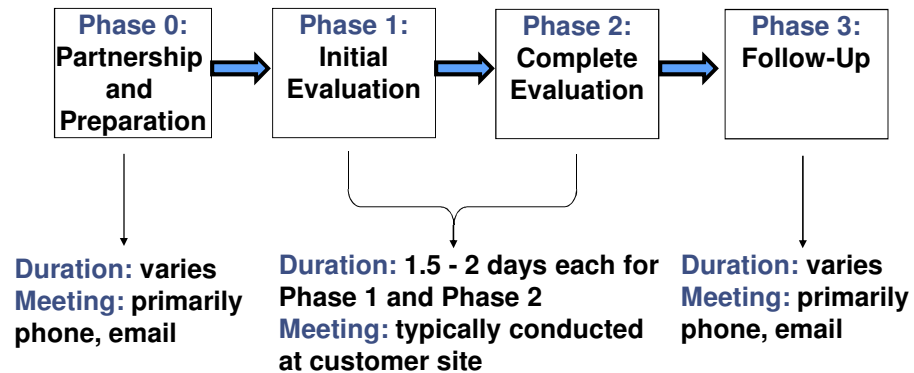 Phase 0:
Partnership
and
Preparation
Phase 1:
Initial
Evaluation
Phase 2:
Complete
Evaluation
Phase 3:
Follow-Up
Duration: varies
Meeting: primarily
phone, email
Duration: 1.5 - 2 days each for
Phase 1 and Phase 2
Meeting: typically conducted
at customer site
Duration: varies
Meeting: primarily
phone, email